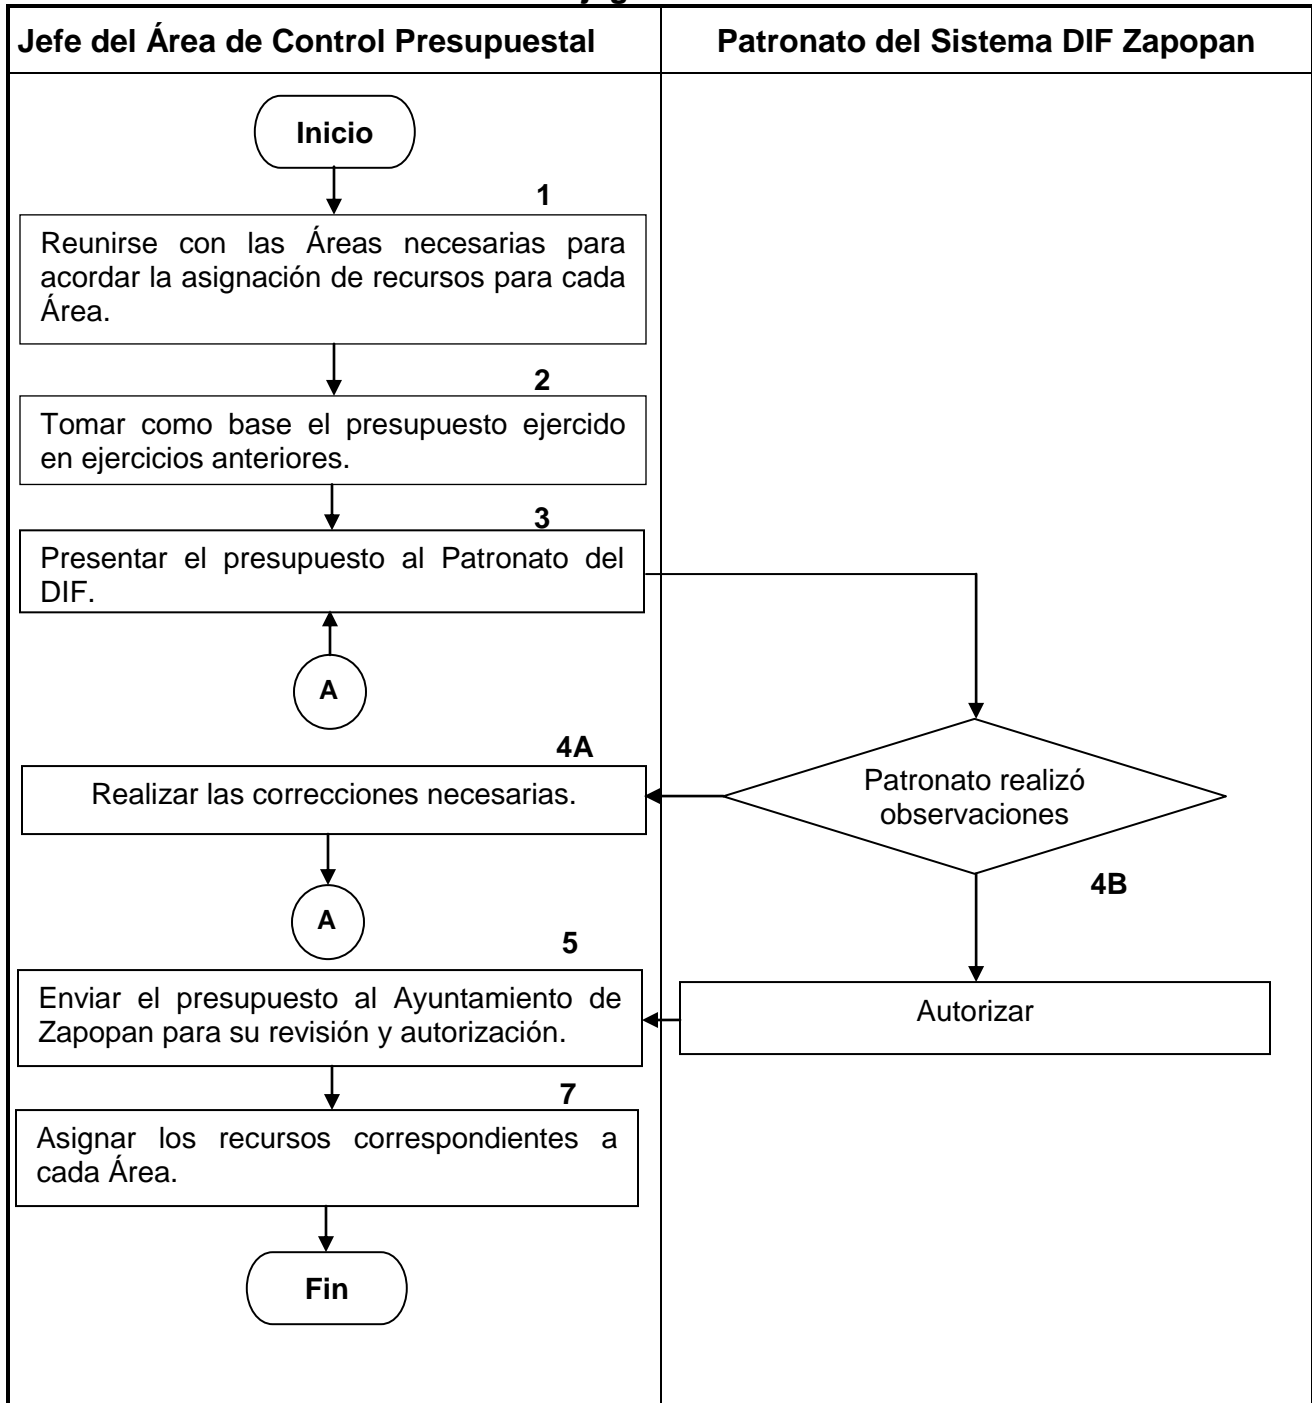 Jefe del Área de Control Presupuestal
Patronato del Sistema DIF Zapopan
Inicio
1
Reunirse con las Áreas necesarias para
acordar la asignación de recursos para cada
Área.
2
Tomar como base el presupuesto ejercido
en ejercicios anteriores.
3
Presentar el presupuesto al Patronato del
DIF.
A
4A
Realizar las correcciones necesarias.
Patronato realizó
observaciones
4B
A
5
Enviar el presupuesto al Ayuntamiento de
Zapopan para su revisión y autorización.
Autorizar
7
Asignar los recursos correspondientes a
cada Área.
Fin